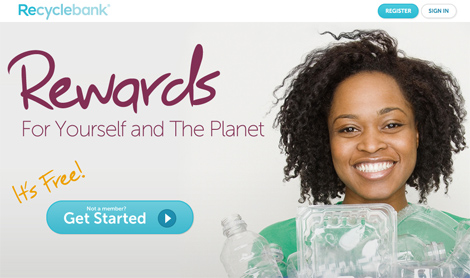 Recyclebank
REGISTER SIGN IN
Rewards
For Yourself and The Planet
It's Free!
Not a member?
Get Started